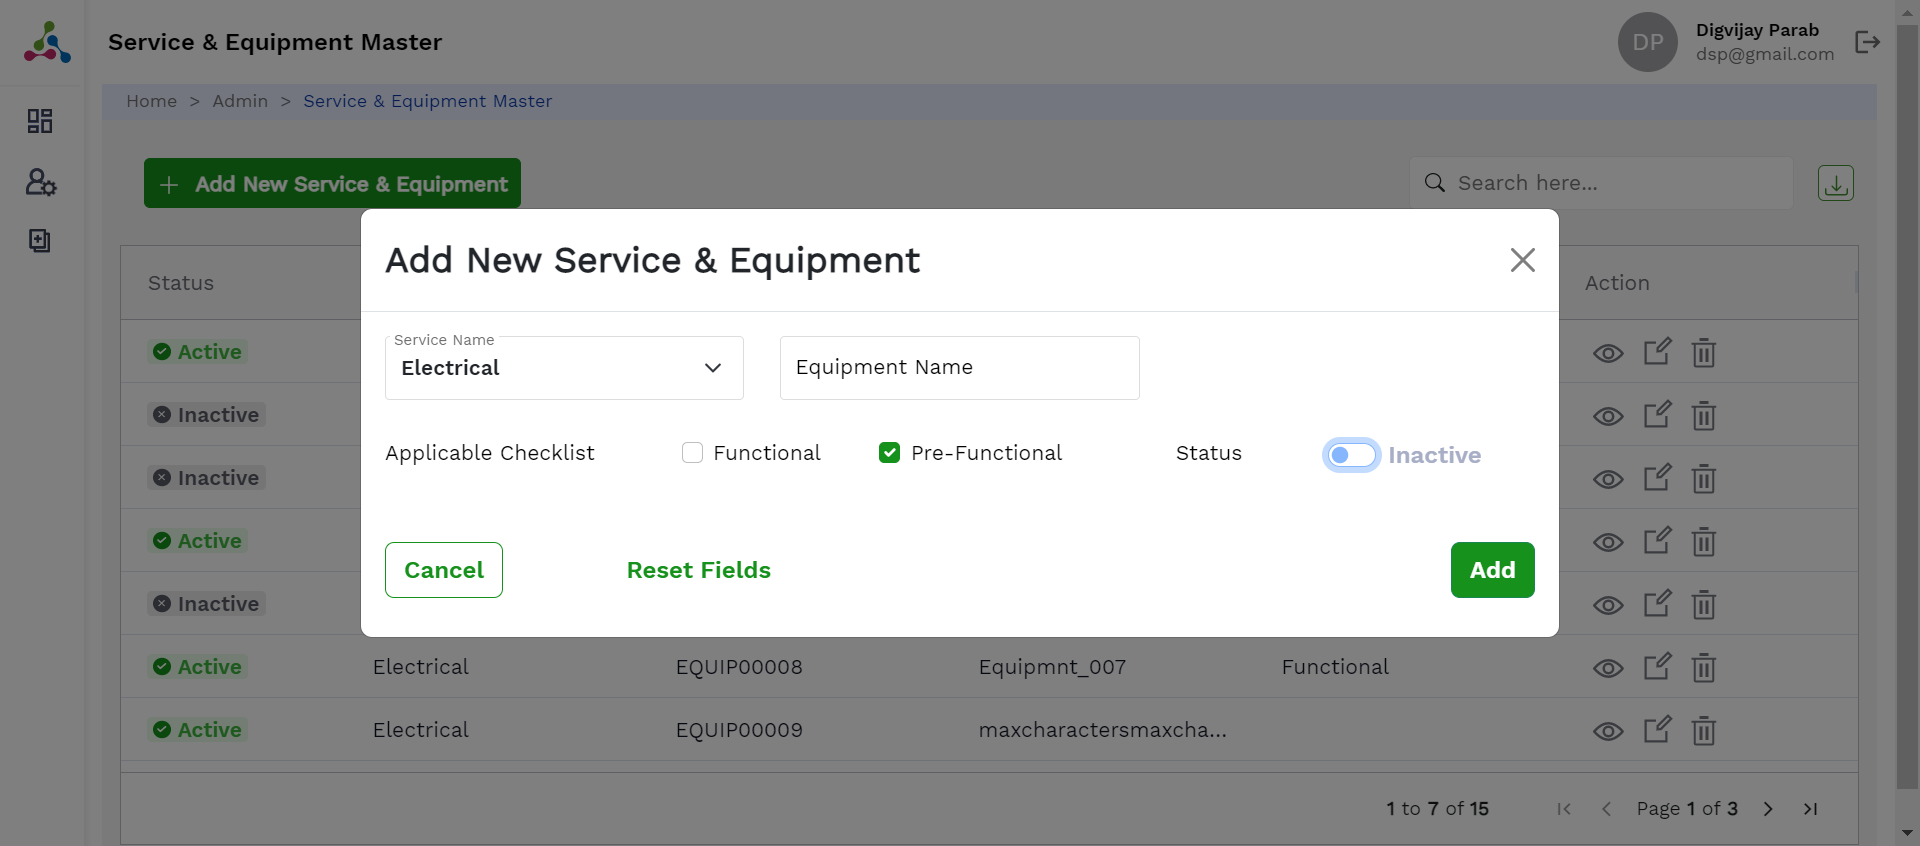 Service & Equipment Master
DP
Digvijay Parab
dsp@gmail.com
Home > Admin > Service & Equipment Master
+ Add New Service & Equipment
Search here...
Add New Service & Equipment
Status
Action
Service Name
Electrical
Equipment Name
Active
Inactive
Applicable Checklist
Functional
Pre-Functional
Status
Inactive
Inactive
Active
Cancel
Reset Fields
Add
Inactive
Active Electrical EQUIP00008 Equipmnt_007 Functional
Active Electrical EQUIP00009 maxcharactersmaxcha...
1 to 7 of 15
Page 1 of 3